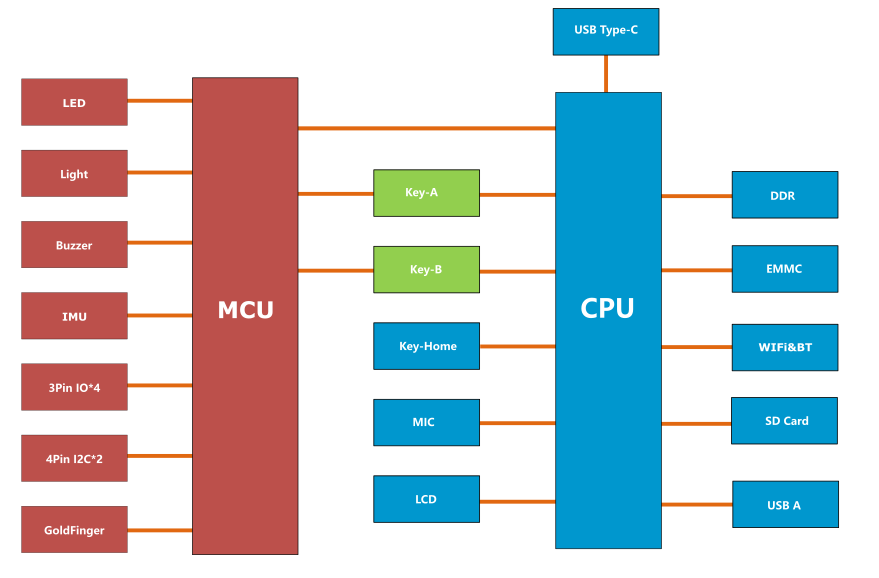 USB Type-C
LED
Light
Buzzer
IMU
3Pin IO*4
4Pin I2C*2
GoldFinger
MCU
Key-A
Key-B
Key-Home
MIC
LCD
CPU
DDR
EMMC
WIFi&BT
SD Card
USB A